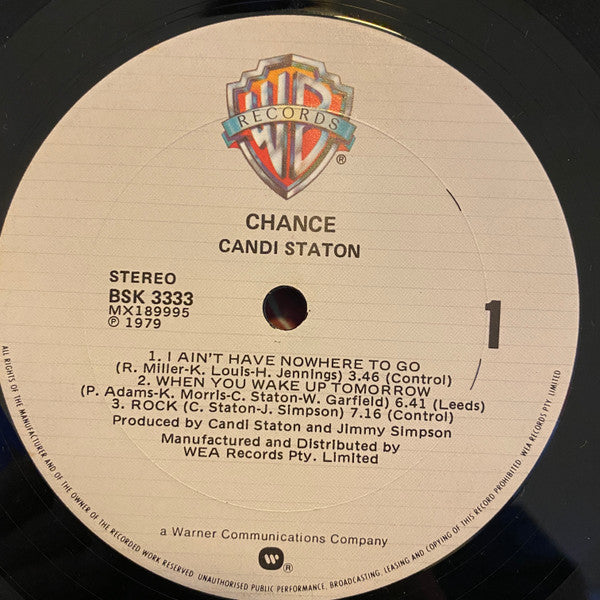 WB
RECORDS
®
CHANCE
CANDI STATON
STEREO
BSK 3333
MX189995
℗ 1979
1
1. I AIN'T HAVE NOWHERE TO GO
(R. Miller-K. Louis-H. Jennings) 3.46 (Control)
2. WHEN YOU WAKE UP TOMORROW
(P. Adams-K. Morris-C. Staton-W. Garfield) 6.41 (Leeds)
3. ROCK (C. Staton-J. Simpson) 7.16 (Control)
Produced by Candi Staton and Jimmy Simpson
Manufactured and Distributed by
WEA Records Pty. Limited
a Warner Communications Company
®
ALL RIGHTS OF THE MANUFACTURER AND OF THE OWNER OF THE RECORDED WORK RESERVED. UNAUTHORISED PUBLIC PERFORMANCE, BROADCASTING, LEASING AND COPYING OF THIS RECORD PROHIBITED. WEA RECORDS PTY. LIMITED